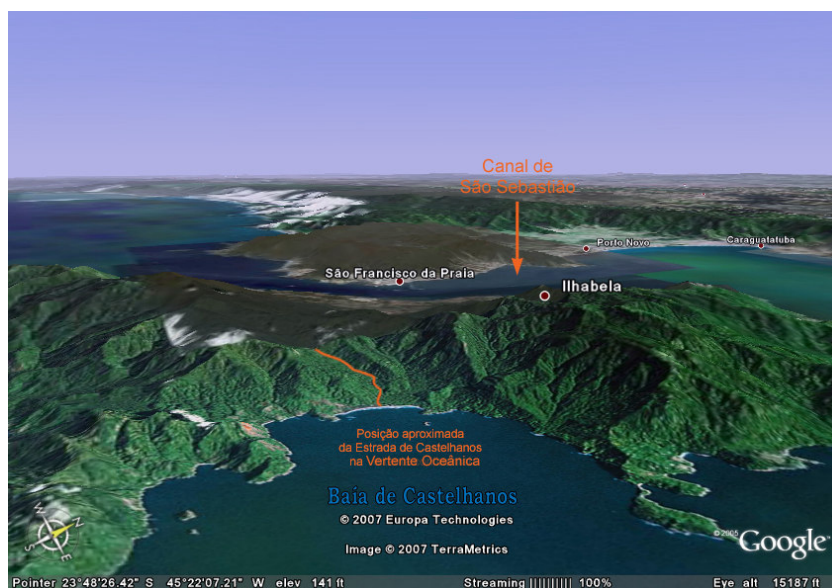 Canal de
São Sebastião
Porto Novo
Caraguatatuba
São Francisco da Praia
Ilhabela
Posição aproximada
da Estrada de Castelhanos
na Vertente Oceânica
Baía de Castelhanos
© 2007 Europa Technologies
Image © 2007 TerraMetrics
© 2005 Google™
N
W
S
E
Pointer 23°48'26.42" S 45°22'07.21" W elev 141 ft Streaming ||||||||| 100% Eye alt 15187 ft